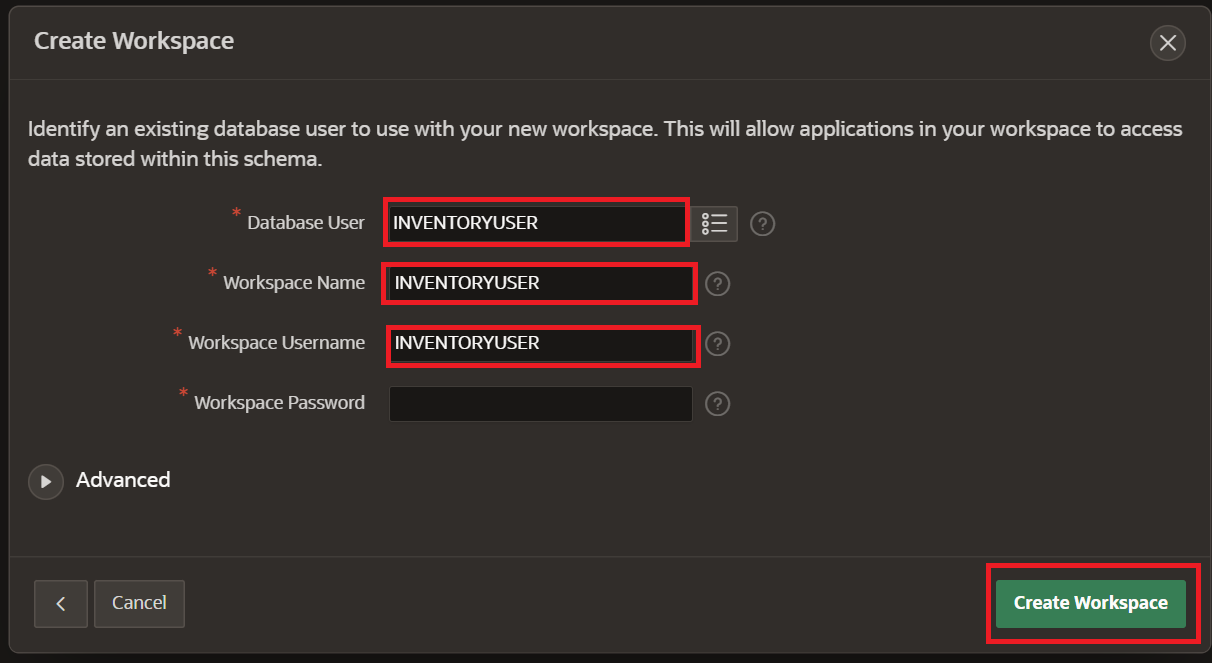 Create Workspace
Identify an existing database user to use with your new workspace. This will allow applications in your workspace to access
data stored within this schema.
* Database User INVENTORYUSER ?
* Workspace Name INVENTORYUSER ?
* Workspace Username INVENTORYUSER ?
* Workspace Password ?
Advanced
Cancel Create Workspace